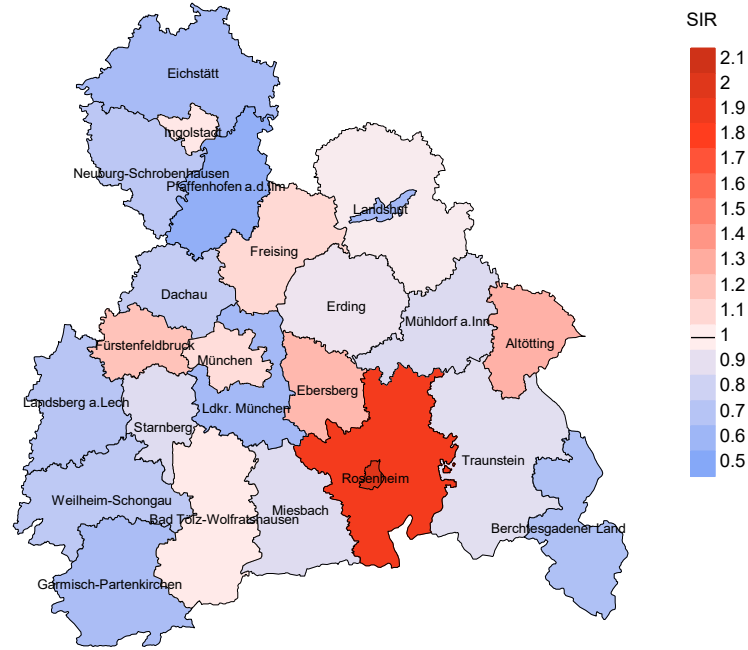 SIR
2.1
2
1.9
1.8
1.7
1.6
1.5
1.4
1.3
1.2
1.1
1
0.9
0.8
0.7
0.6
0.5
Eichstätt
Ingolstadt
Neuburg-Schrobenhausen
Pfaffenhofen a.d.Ilm
Landshut
Freising
Dachau
Erding
Mühldorf a.Inn
Altötting
Fürstenfeldbruck
München
Ebersberg
Landsberg a.Lech
Ldkr. München
Starnberg
Traunstein
Rosenheim
Weilheim-Schongau
Miesbach
Bad Tölz-Wolfratshausen
Berchtesgadener Land
Garmisch-Partenkirchen